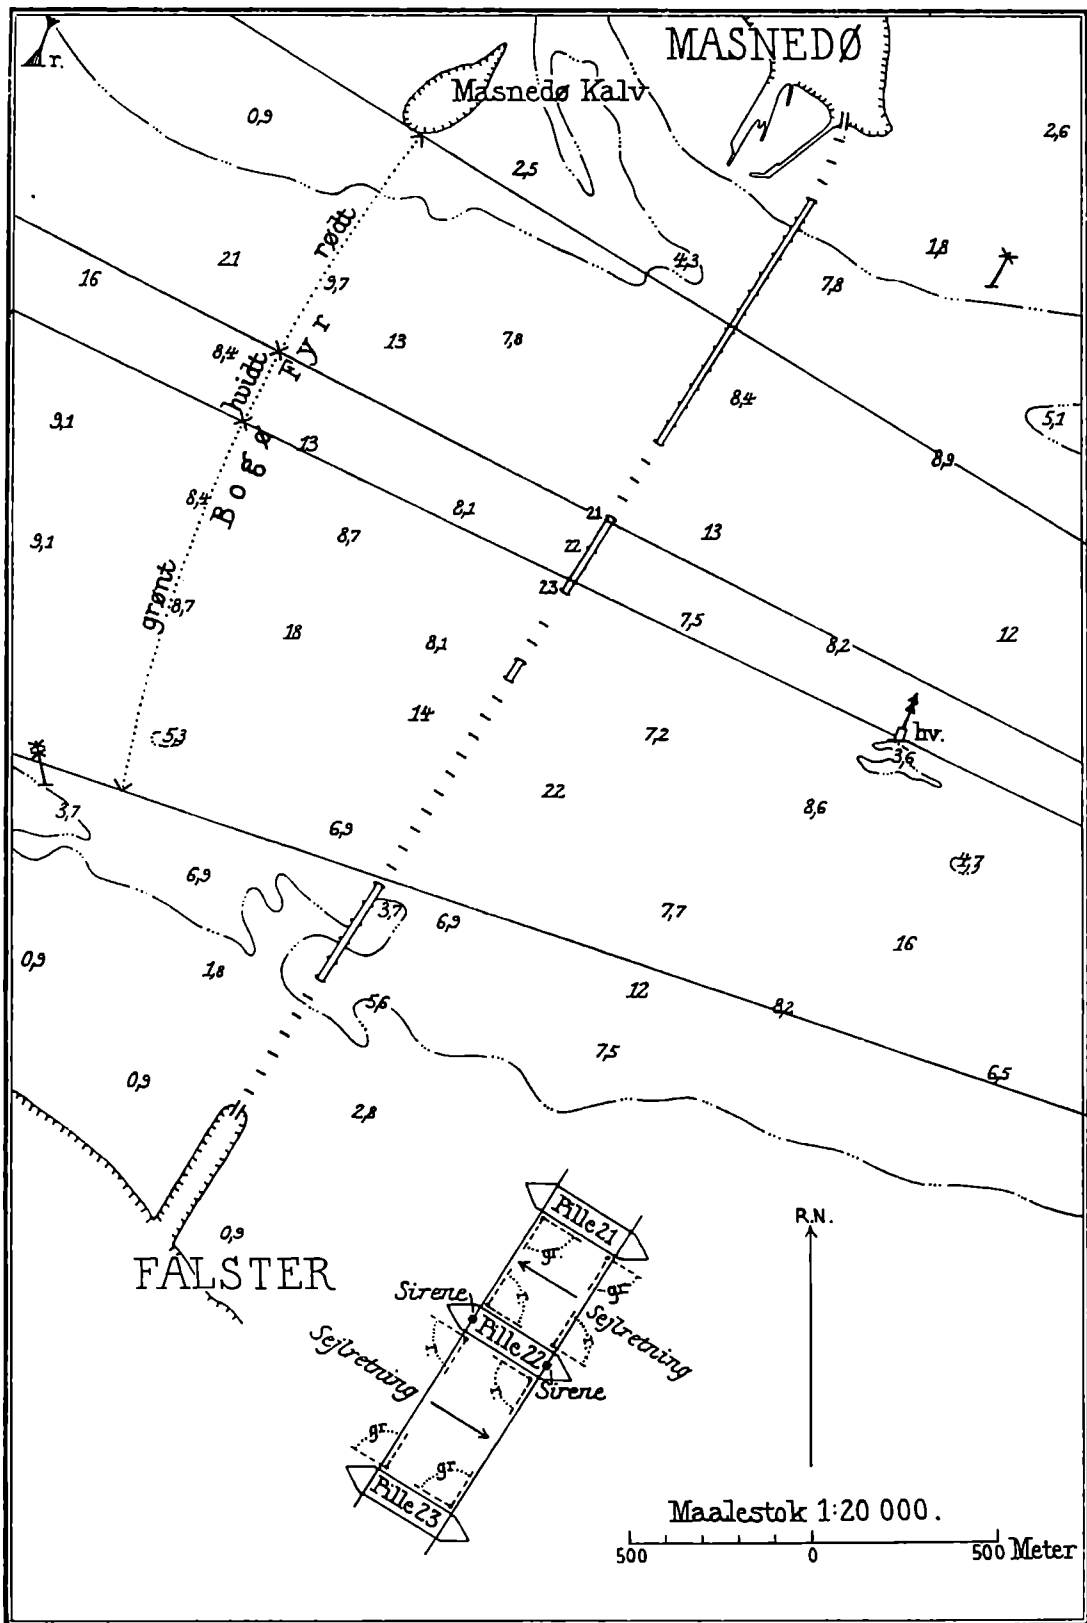 MASNEDØ
r.
Masnedø Kalv
0,9
2,6
2,5
rødt
1,8
21
4,3
16
9,7
7,8
13
7,8
Fyr
8,4
hvidt
8,4
9,1
5,1
13
Bogø
8,9
8,4
8,1
21
13
9,1
8,7
22
23
grønt
8,7
7,5
18
8,1
8,2
12
14
hv.
5,3
7,2
3,6
3,7
22
8,6
6,9
4,7
6,9
3,7
6,9
7,7
16
0,9
1,8
12
5,6
8,2
7,5
6,5
0,9
2,8
0,9
FALSTER
R.N.
Pille 21
gr.
gr.
Sirene
r
Sejlretning
r
Pille 22
Sejlretning
r
r
Sirene
gr.
gr.
Pille 23
Maalestok 1:20 000.
500 0 500 Meter